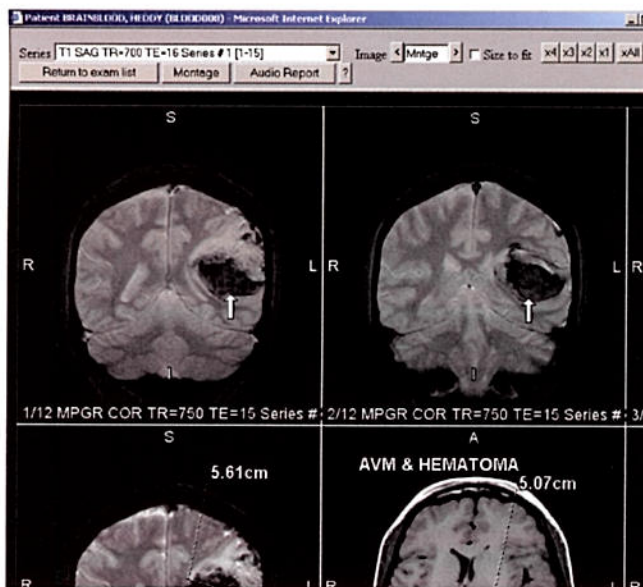 Patient BRAINBLOOD, HEDDY (BLOOD000) - Microsoft Internet Explorer
Series T1 SAG TR=700 TE=16 Series #1 [1-15] Image < Mntge > Size to fit x4 x3 x2 x1 xAll
Return to exam list Montage Audio Report ?
S S
R L R L R
1/12 MPGR COR TR=750 TE=15 Series # 2/12 MPGR COR TR=750 TE=15 Series # 3/
S A
5.61cm AVM & HEMATOMA 5.07cm
R L R L R